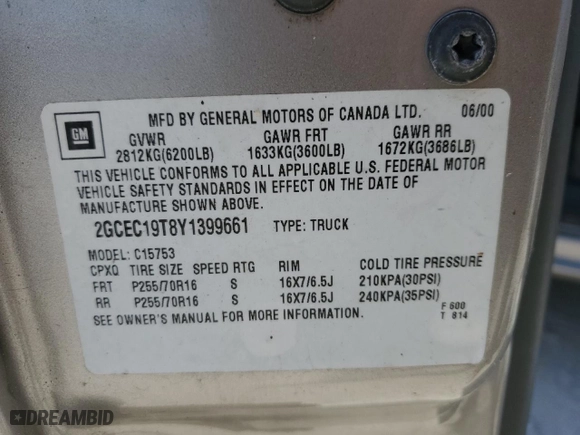 GM
MFD BY GENERAL MOTORS OF CANADA LTD. 06/00
GVWR GAWR FRT GAWR RR
2812KG(6200LB) 1633KG(3600LB) 1672KG(3686LB)
THIS VEHICLE CONFORMS TO ALL APPLICABLE U.S. FEDERAL MOTOR
VEHICLE SAFETY STANDARDS IN EFFECT ON THE DATE OF
MANUFACTURE SHOWN ABOVE.
2GCEC19T8Y1399661 TYPE: TRUCK
MODEL: C15753
CPXQ TIRE SIZE SPEED RTG RIM COLD TIRE PRESSURE
FRT P255/70R16 S 16X7/6.5J 210KPA(30PSI)
RR P255/70R16 S 16X7/6.5J 240KPA(35PSI)
SEE OWNER'S MANUAL FOR MORE INFORMATION.
F 600
T 814
DREAMBID